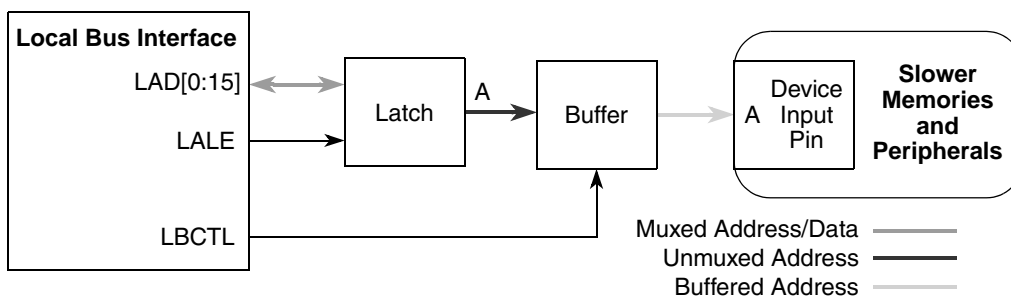 Local Bus Interface
LAD[0:15]
LALE
LBCTL
Latch
A
Buffer
A
Device
Input
Pin
Slower
Memories
and
Peripherals
Muxed Address/Data
Unmuxed Address
Buffered Address